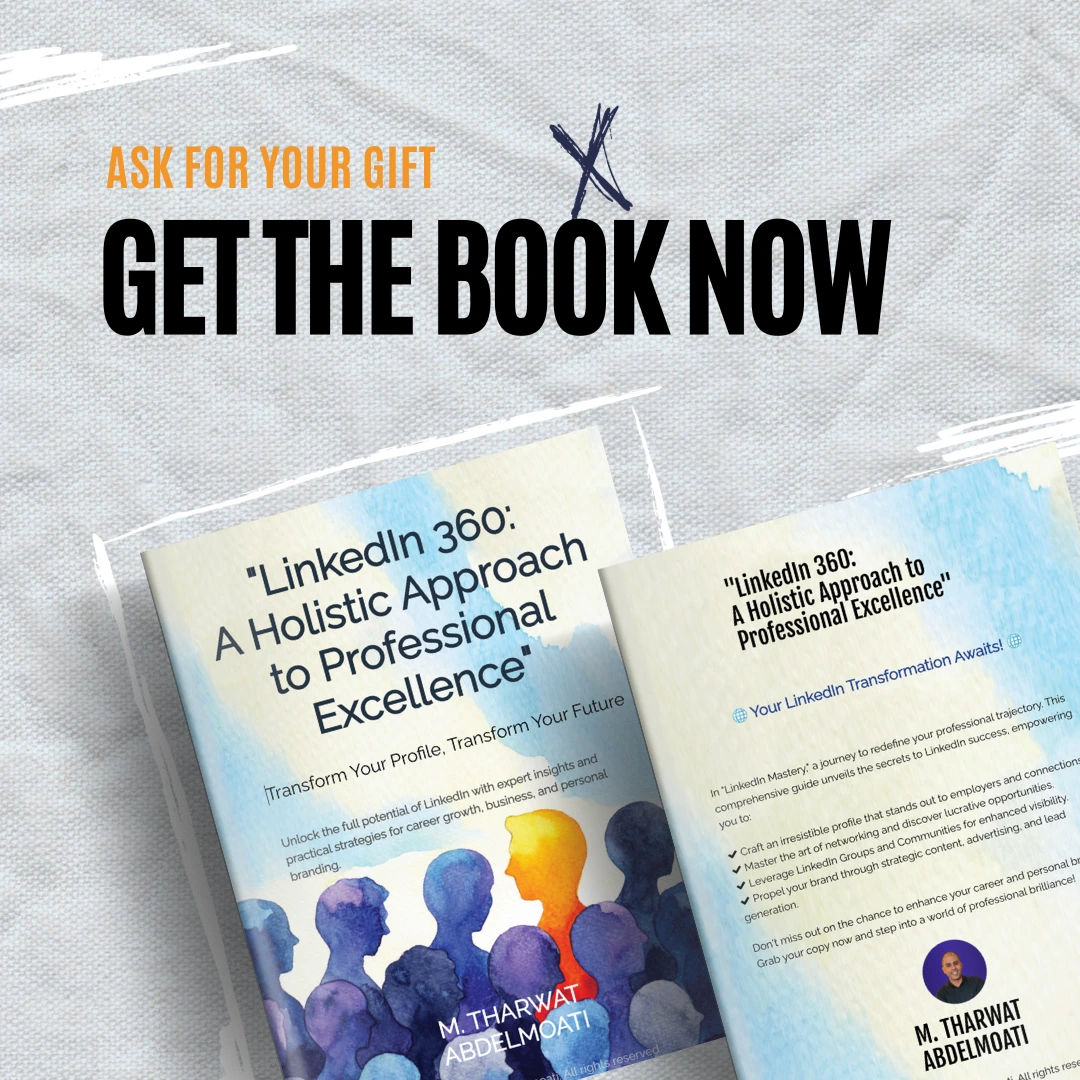 ASK FOR YOUR GIFT
GET THE BOOK NOW
"LinkedIn 360:
A Holistic Approach
to Professional
Excellence"
Transform Your Profile, Transform Your Future
Unlock the full potential of LinkedIn with expert insights and
practical strategies for career growth, business, and personal
branding.
M. THARWAT
ABDELMOATI
All rights reserved
"LinkedIn 360:
A Holistic Approach to
Professional Excellence"
Your LinkedIn Transformation Awaits!
In "LinkedIn Mastery," a journey to redefine your professional trajectory. This
comprehensive guide unveils the secrets to LinkedIn success, empowering
you to:
✔ Craft an irresistible profile that stands out to employers and connections
✔ Master the art of networking and discover lucrative opportunities.
✔ Leverage LinkedIn Groups and Communities for enhanced visibility.
✔ Propel your brand through strategic content, advertising, and lead
generation.
Don't miss out on the chance to enhance your career and personal
Grab your copy now and step into a world of professional brilliance!
M. THARWAT
ABDELMOATI
All rights